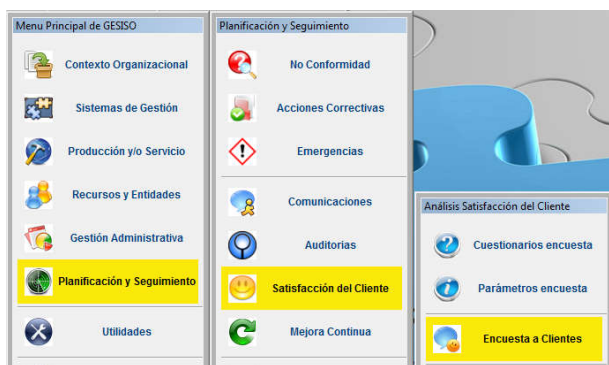 Menu Principal de GESISO
Contexto Organizacional
Sistemas de Gestión
Producción y/o Servicio
Recursos y Entidades
Gestión Administrativa
Planificación y Seguimiento
Utilidades
Planificación y Seguimiento
No Conformidad
Acciones Correctivas
Emergencias
Comunicaciones
Auditorias
Satisfacción del Cliente
Mejora Continua
Análisis Satisfacción del Cliente
Cuestionarios encuesta
Parámetros encuesta
Encuesta a Clientes